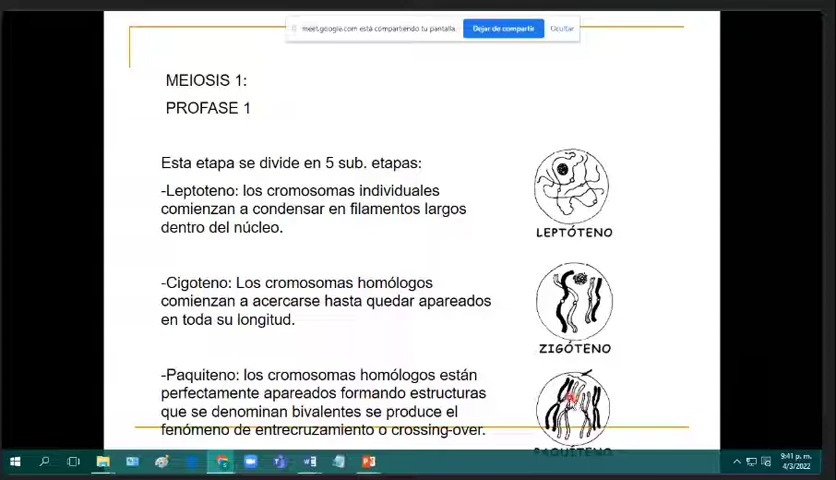 meet.google.com está compartiendo tu pantalla.
Dejar de compartir
Ocultar
MEIOSIS 1:
PROFASE 1
Esta etapa se divide en 5 sub. etapas:
-Leptoteno: los cromosomas individuales
comienzan a condensar en filamentos largos
dentro del núcleo.
LEPTÓTENO
-Cigoteno: Los cromosomas homólogos
comienzan a acercarse hasta quedar apareados
en toda su longitud.
ZIGÓTENO
-Paquiteno: los cromosomas homólogos están
perfectamente apareados formando estructuras
que se denominan bivalentes se produce el
fenómeno de entrecruzamiento o crossing-over.
PAQUITENO
9:41 p. m.
4/3/2022